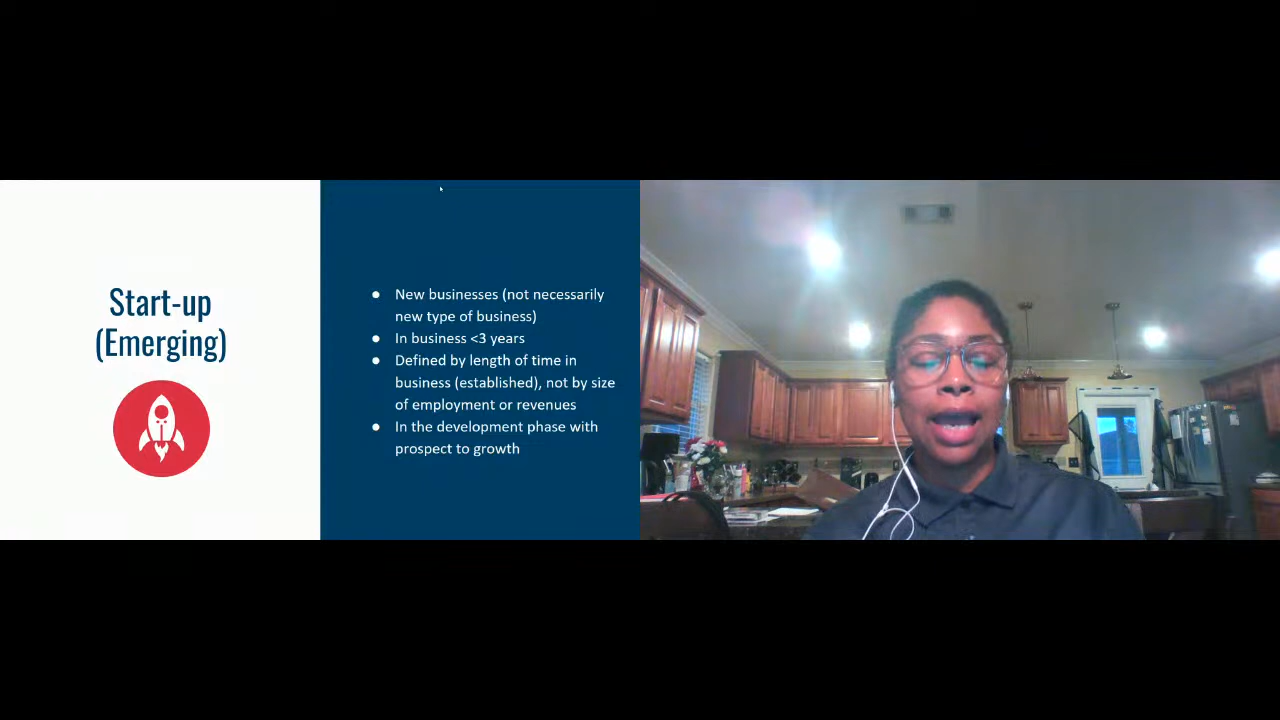 Start-up
(Emerging)
● New businesses (not necessarily
new type of business)
● In business <3 years
● Defined by length of time in
business (established), not by size
of employment or revenues
● In the development phase with
prospect to growth